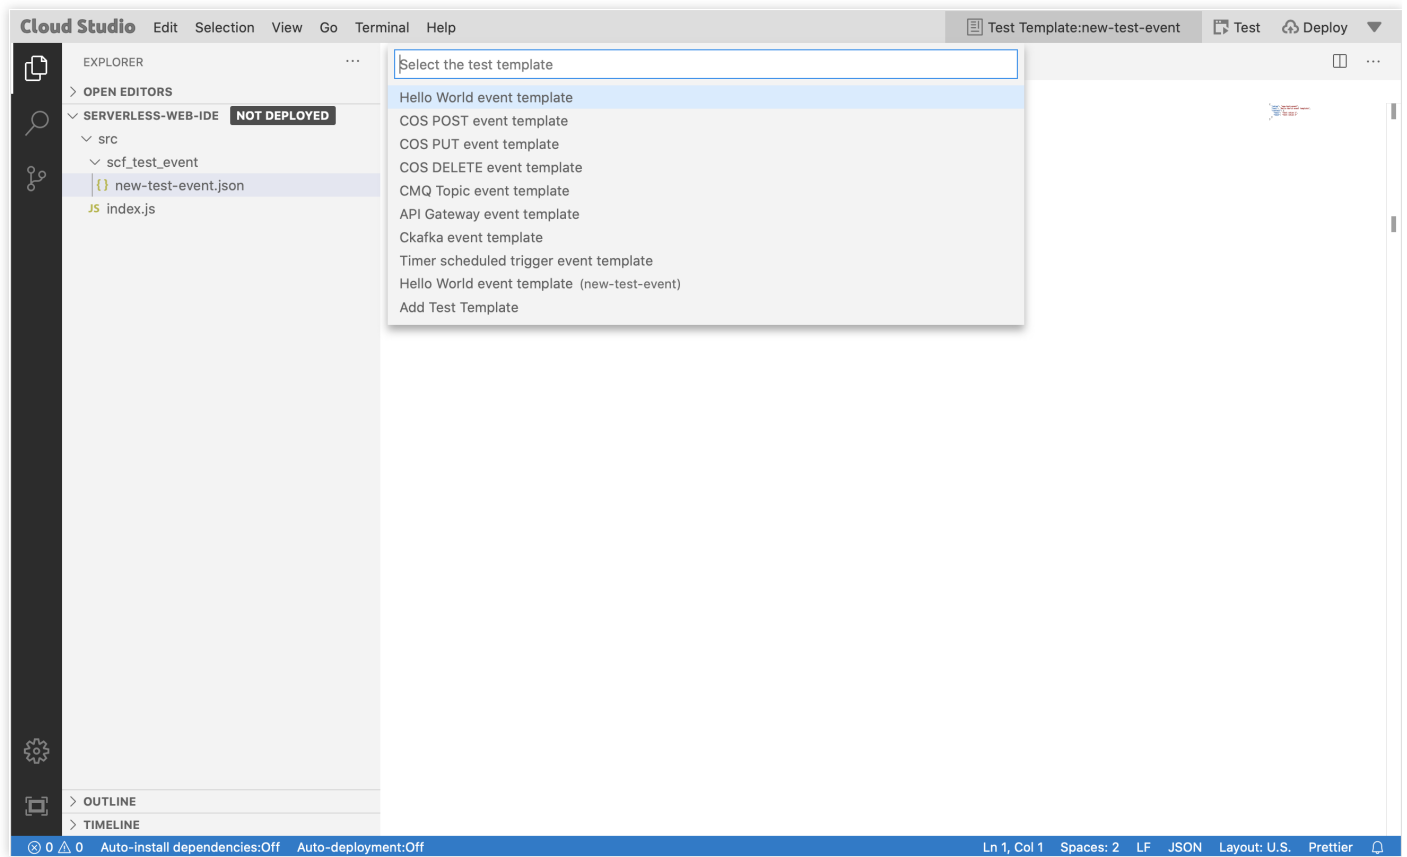 Cloud Studio Edit Selection View Go Terminal Help Test Template:new-test-event Test Deploy
EXPLORER
OPEN EDITORS
SERVERLESS-WEB-IDE NOT DEPLOYED
src
scf_test_event
{} new-test-event.json
JS index.js
Select the test template
Hello World event template
COS POST event template
COS PUT event template
COS DELETE event template
CMQ Topic event template
API Gateway event template
Ckafka event template
Timer scheduled trigger event template
Hello World event template (new-test-event)
Add Test Template
OUTLINE
TIMELINE
0 0 Auto-install dependencies:Off Auto-deployment:Off Ln 1, Col 1 Spaces: 2 LF JSON Layout: U.S. Prettier